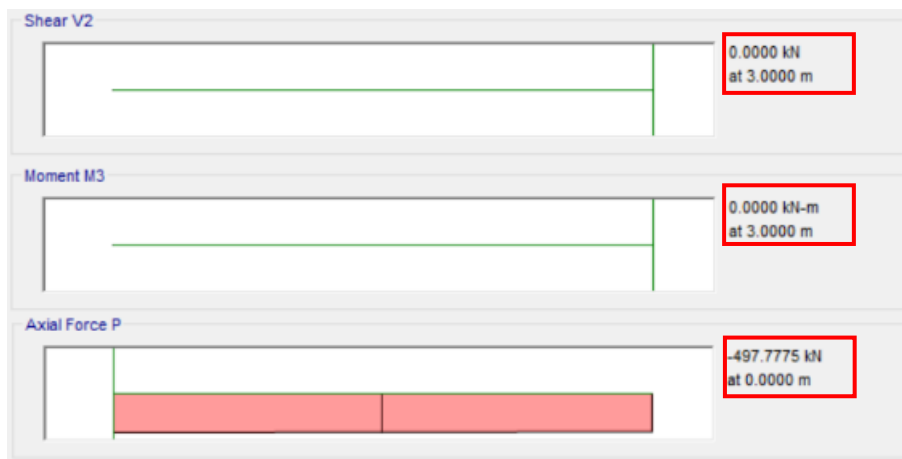 Shear V2
0.0000 kN
at 3.0000 m
Moment M3
0.0000 kN-m
at 3.0000 m
Axial Force P
-497.7775 kN
at 0.0000 m